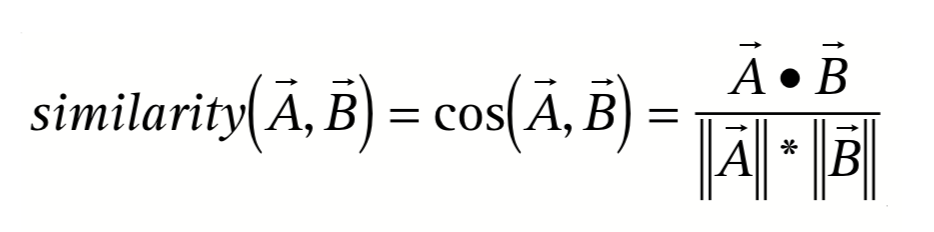 similarity(A⃗, B⃗) = cos(A⃗, B⃗) = A⃗ • B⃗ / ‖A⃗‖ * ‖B⃗‖